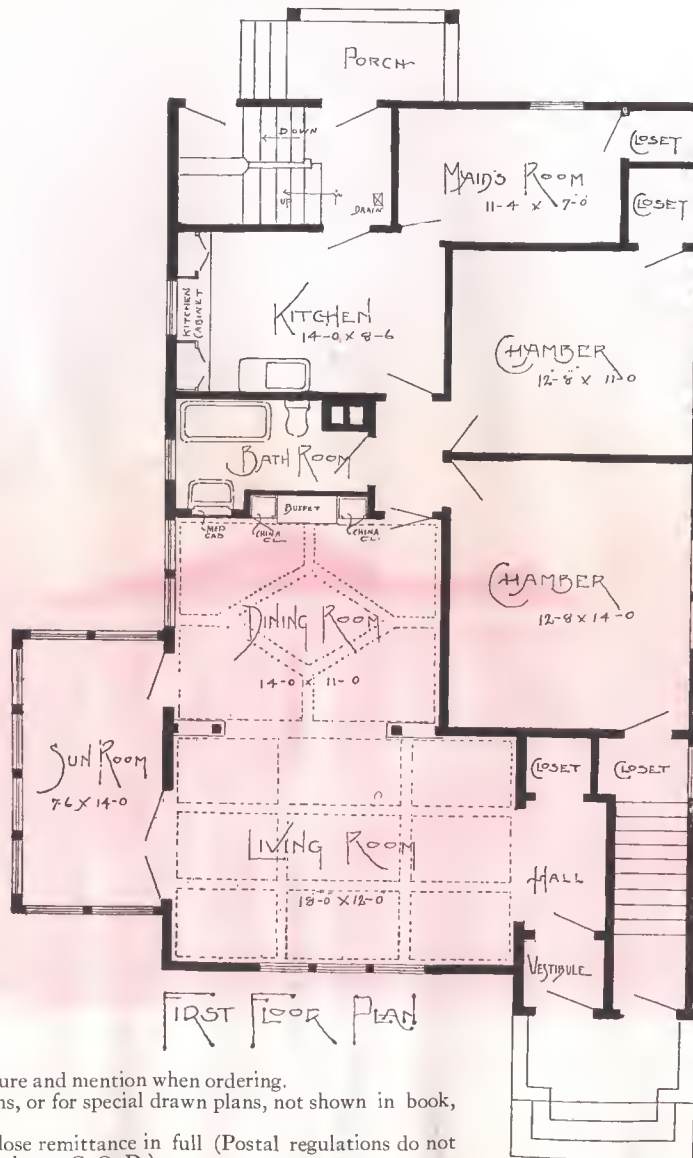 PORCH
DOWN
CLOSET
MAID'S ROOM
11-4 x 7-0
UP
DRAIN
CLOSET
KITCHEN CABINET
KITCHEN
14-0 x 8-6
CHAMBER
12-8 x 11-0
BATH ROOM
MED CAB
CHINA CL.
BUFFET
CHINA CL.
DINING ROOM
14-0 x 11-0
CHAMBER
12-8 x 14-0
SUN ROOM
7-6 x 14-0
CLOSET
CLOSET
LIVING ROOM
18-0 x 12-0
HALL
VESTIBULE
FIRST FLOOR PLAN
ure and mention when ordering.
ns, or for special drawn plans, not shown in book,
lose remittance in full (Postal regulations do not